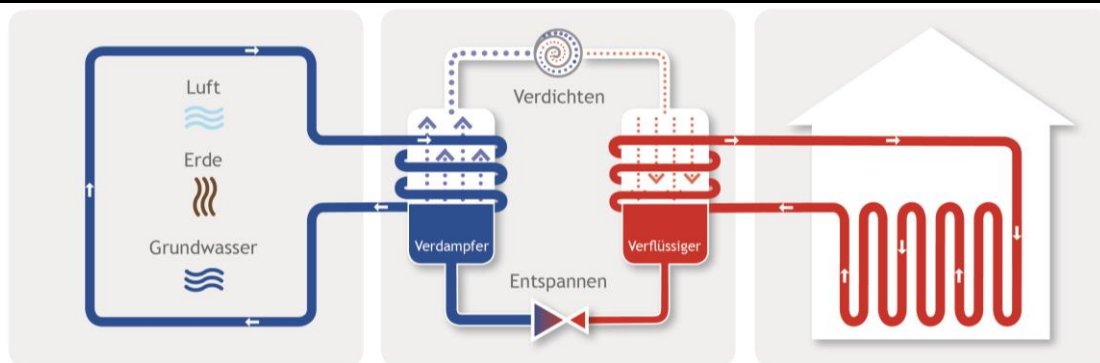 Luft
Erde
Grundwasser
Verdichten
Verdampfer
Verflüssiger
Entspannen